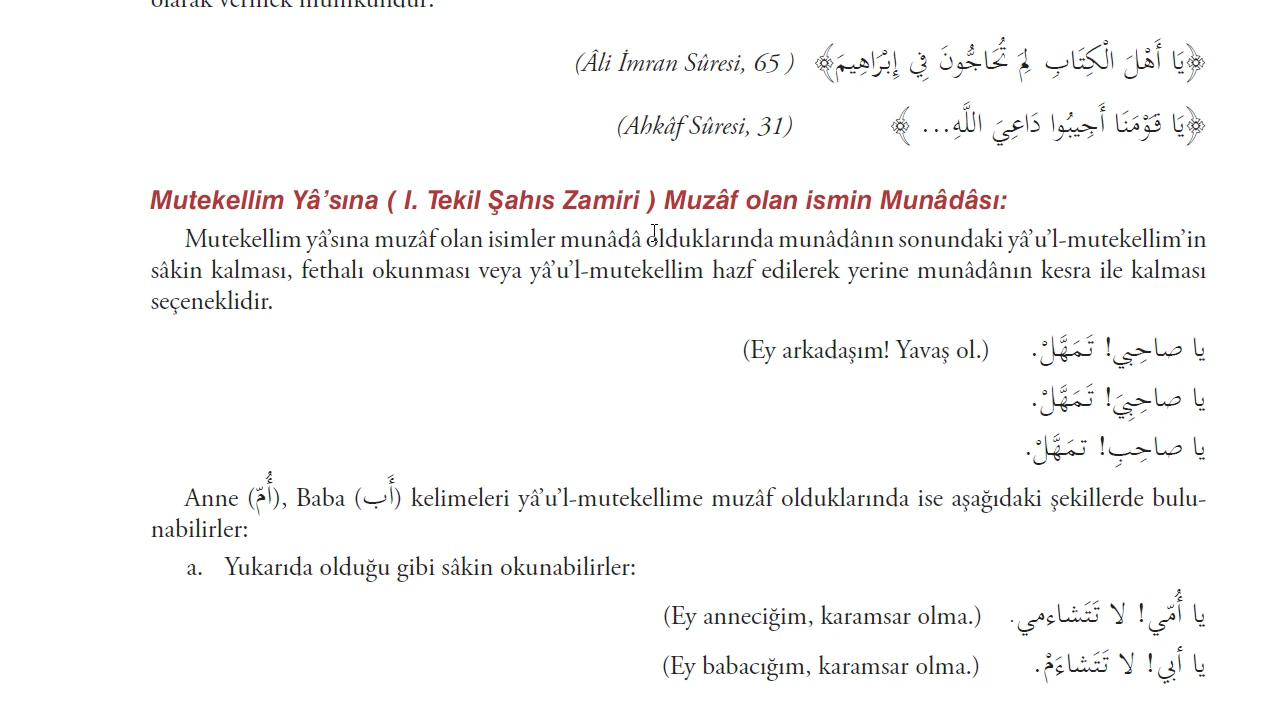 olarak vermek mümkündür:
﴿يَا أَهْلَ الْكِتَابِ لِمَ تُحَاجُّونَ فِي إِبْرَاهِيمَ﴾ (Âli İmran Sûresi, 65 )
﴿يَا قَوْمَنَا أَجِيبُوا دَاعِيَ اللَّهِ... ﴾ (Ahkâf Sûresi, 31)
Mutekellim Yâ’sına ( I. Tekil Şahıs Zamiri ) Muzâf olan ismin Munâdâsı:
Mutekellim yâ’sına muzâf olan isimler munâdâ olduklarında munâdânın sonundaki yâ’u’l-mutekellim’in
sâkin kalması, fethalı okunması veya yâ’u’l-mutekellim hazf edilerek yerine munâdânın kesra ile kalması
seçeneklidir.
يا صاحِبي! تَمَهَّلْ. (Ey arkadaşım! Yavaş ol.)
يا صاحِبِيَ! تَمَهَّلْ.
يا صاحِبِ! تمَهَّلْ.
Anne (أُمّ), Baba (أَب) kelimeleri yâ’u’l-mutekellime muzâf olduklarında ise aşağıdaki şekillerde bulu-
nabilirler:
a. Yukarıda olduğu gibi sâkin okunabilirler:
يا أُمّي! لا تَتَشاءمي. (Ey anneciğim, karamsar olma.)
يا أبي! لا تَتَشاءَمْ. (Ey babacığım, karamsar olma.)